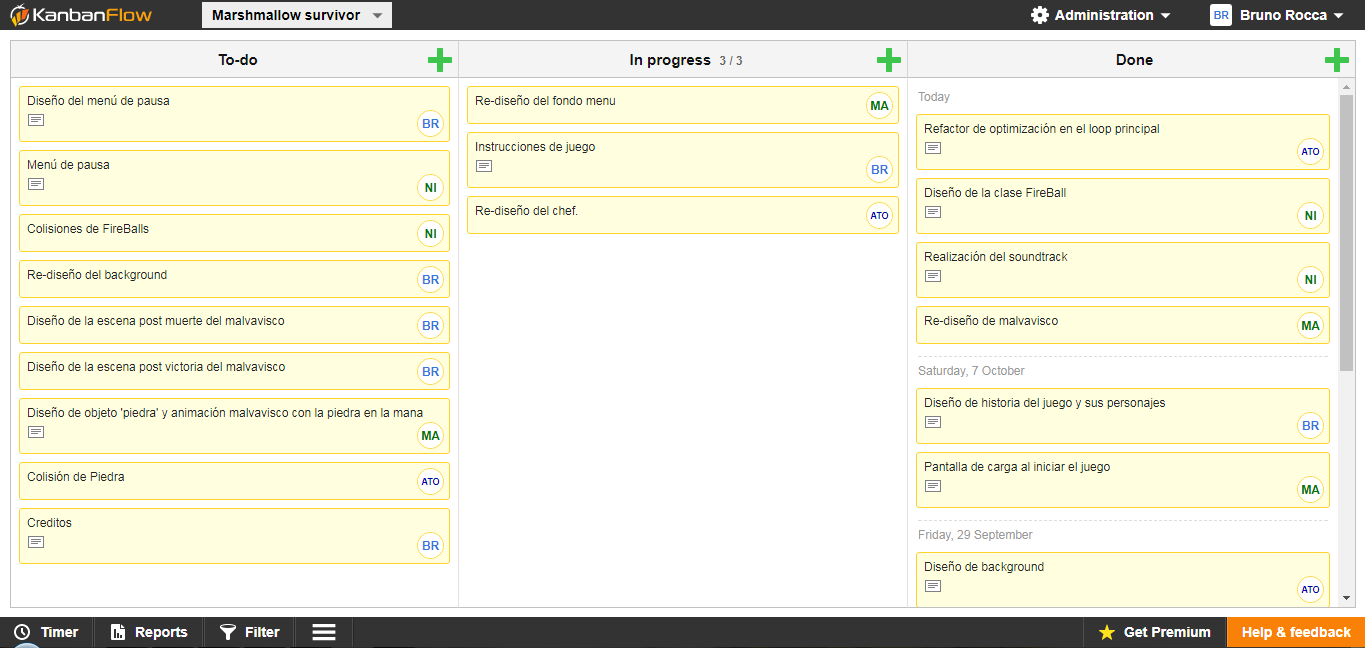 KanbanFlow
Marshmallow survivor
Administration
BR
Bruno Rocca
To-do
Diseño del menú de pausa
BR
Menú de pausa
NI
Colisiones de FireBalls
NI
Re-diseño del background
BR
Diseño de la escena post muerte del malvavisco
BR
Diseño de la escena post victoria del malvavisco
BR
Diseño de objeto 'piedra' y animación malvavisco con la piedra en la mana
MA
Colisión de Piedra
ATO
Creditos
BR
In progress 3 / 3
Re-diseño del fondo menu
MA
Instrucciones de juego
BR
Re-diseño del chef.
ATO
Done
Today
Refactor de optimización en el loop principal
ATO
Diseño de la clase FireBall
NI
Realización del soundtrack
NI
Re-diseño de malvavisco
MA
Saturday, 7 October
Diseño de historia del juego y sus personajes
BR
Pantalla de carga al iniciar el juego
MA
Friday, 29 September
Diseño de background
ATO
Timer
Reports
Filter
Get Premium
Help & feedback